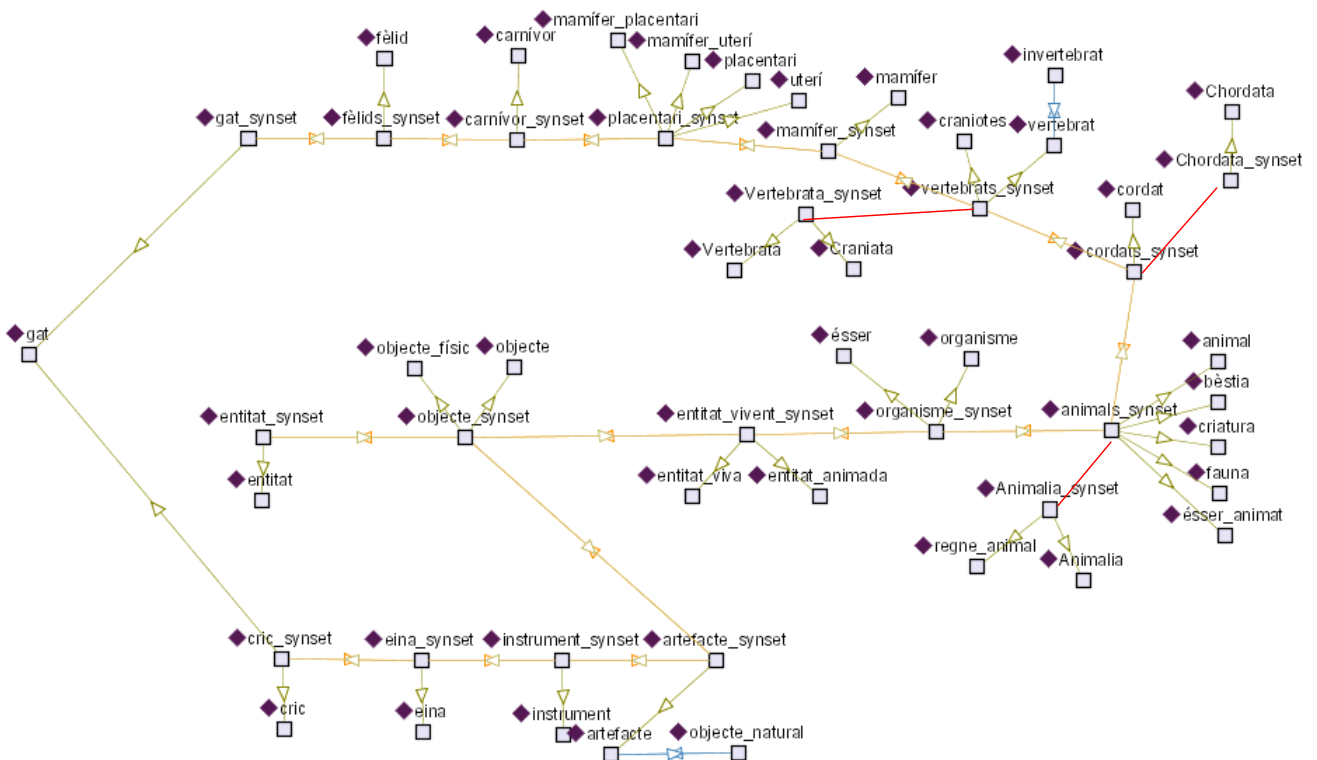 mamífer_placentari
fèlid
carnívor
mamífer_uterí
placentari
invertebrat
uterí
mamífer
Chordata
gat_synset
fèlids_synset
carnívor_synset
placentari_synset
craniotes
vertebrat
mamífer_synset
Chordata_synset
Vertebrata_synset
vertebrats_synset
cordat
Vertebrata
Craniata
cordats_synset
gat
objecte_físic
objecte
ésser
organisme
animal
bèstia
entitat_synset
objecte_synset
entitat_vivent_synset
organisme_synset
animals_synset
criatura
entitat
entitat_viva
entitat_animada
fauna
Animalia_synset
ésser_animat
regne_animal
Animalia
cric_synset
eina_synset
instrument_synset
artefacte_synset
cric
eina
instrument
artefacte
objecte_natural